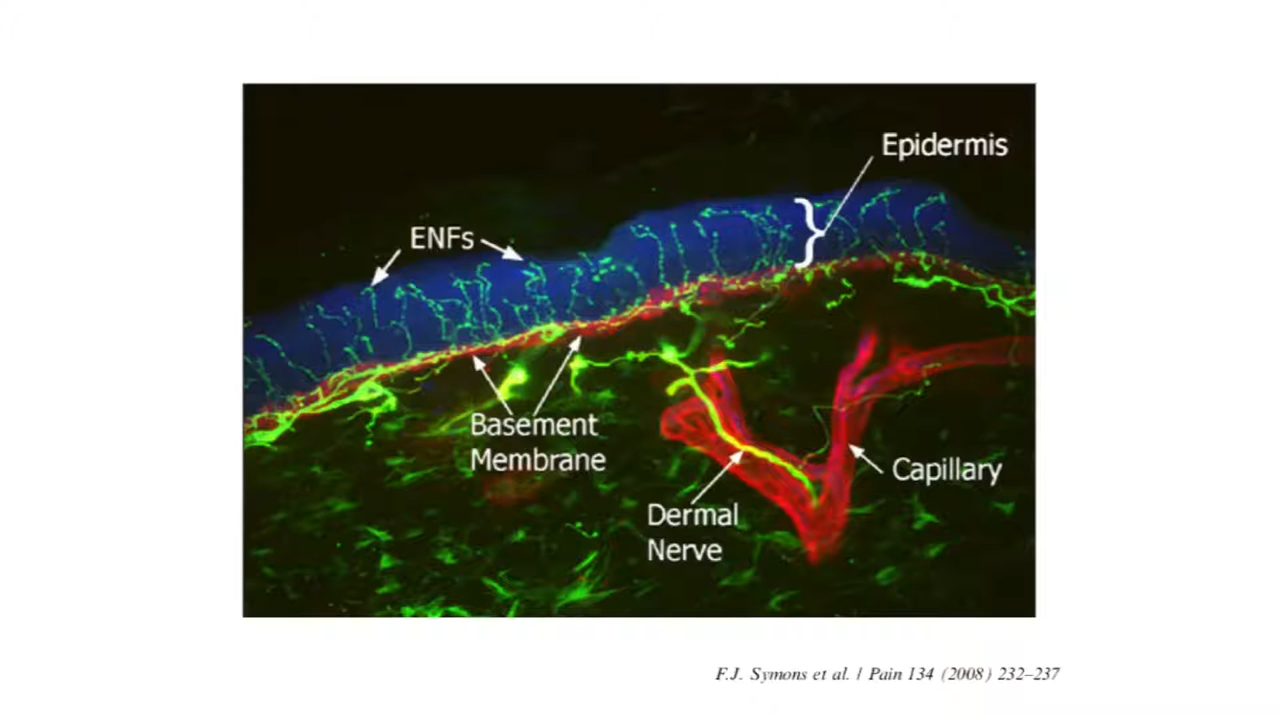 Epidermis
ENFs
Basement
Membrane
Capillary
Dermal
Nerve
F.J. Symons et al. / Pain 134 (2008) 232–237